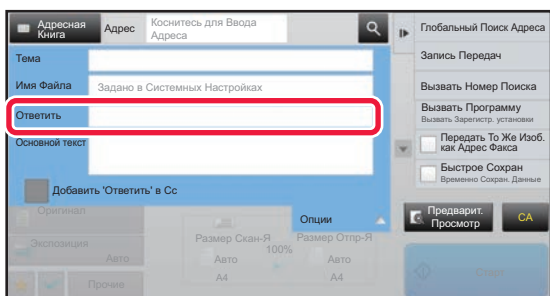 Адресная
Книга
Адрес
Коснитесь для Ввода
Адреса
Тема
Имя Файла
Задано в Системных Настройках
Ответить
Основной текст
Добавить 'Ответить' в Cc
Опции
Оригинал
Экспозиция
Авто
Прочие
Размер Скан-Я
100%
Авто
A4
Размер Отпр-Я
Авто
A4
Глобальный Поиск Адреса
Запись Передач
Вызвать Номер Поиска
Вызвать Программу
Вызвать Зарегистр. установки
Передать То Же Изоб.
как Адрес Факса
Быстрое Сохран
Временно Сохран. Данные
Предварит.
Просмотр
CA
Старт